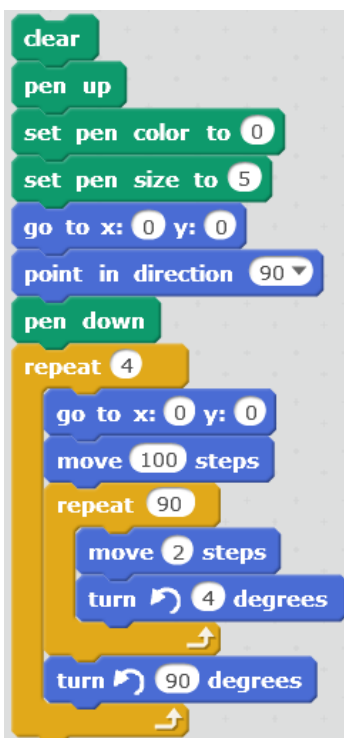 clear
pen up
set pen color to 0
set pen size to 5
go to x: 0 y: 0
point in direction 90
pen down
repeat 4
go to x: 0 y: 0
move 100 steps
repeat 90
move 2 steps
turn 4 degrees
turn 90 degrees